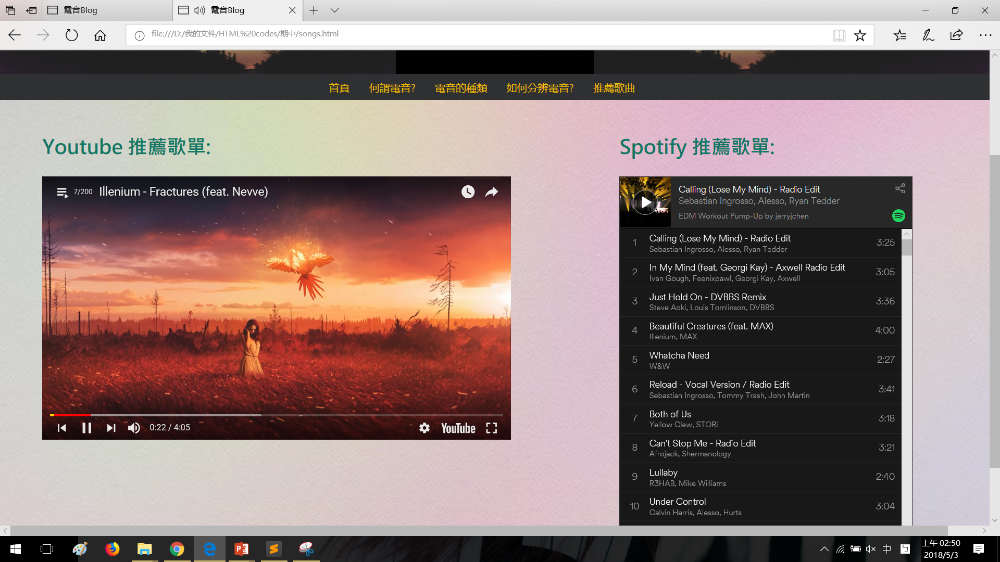 電音Blog
電音Blog
file:///D:/我的文件/HTML%20codes/期中/songs.html
首頁 何謂電音? 電音的種類 如何分辨電音? 推薦歌曲
Youtube 推薦歌單:
7/200 Illenium - Fractures (feat. Nevve)
0:22 / 4:05
YouTube
Spotify 推薦歌單:
Calling (Lose My Mind) - Radio Edit
Sebastian Ingrosso, Alesso, Ryan Tedder
EDM Workout Pump-Up by jerryjchen
1 Calling (Lose My Mind) - Radio Edit 3:25
Sebastian Ingrosso, Alesso, Ryan Tedder
2 In My Mind (feat. Georgi Kay) - Axwell Radio Edit 3:05
Ivan Gough, Feenixpawl, Georgi Kay, Axwell
3 Just Hold On - DVBBS Remix 3:36
Steve Aoki, Louis Tomlinson, DVBBS
4 Beautiful Creatures (feat. MAX) 4:00
Illenium, MAX
5 Whatcha Need 2:27
W&W
6 Reload - Vocal Version / Radio Edit 3:41
Sebastian Ingrosso, Tommy Trash, John Martin
7 Both of Us 3:18
Yellow Claw, STORi
8 Can't Stop Me - Radio Edit 3:21
Afrojack, Shermanology
9 Lullaby 2:40
R3HAB, Mike Williams
10 Under Control 3:04
Calvin Harris, Alesso, Hurts
中
上午 02:50
2018/5/3